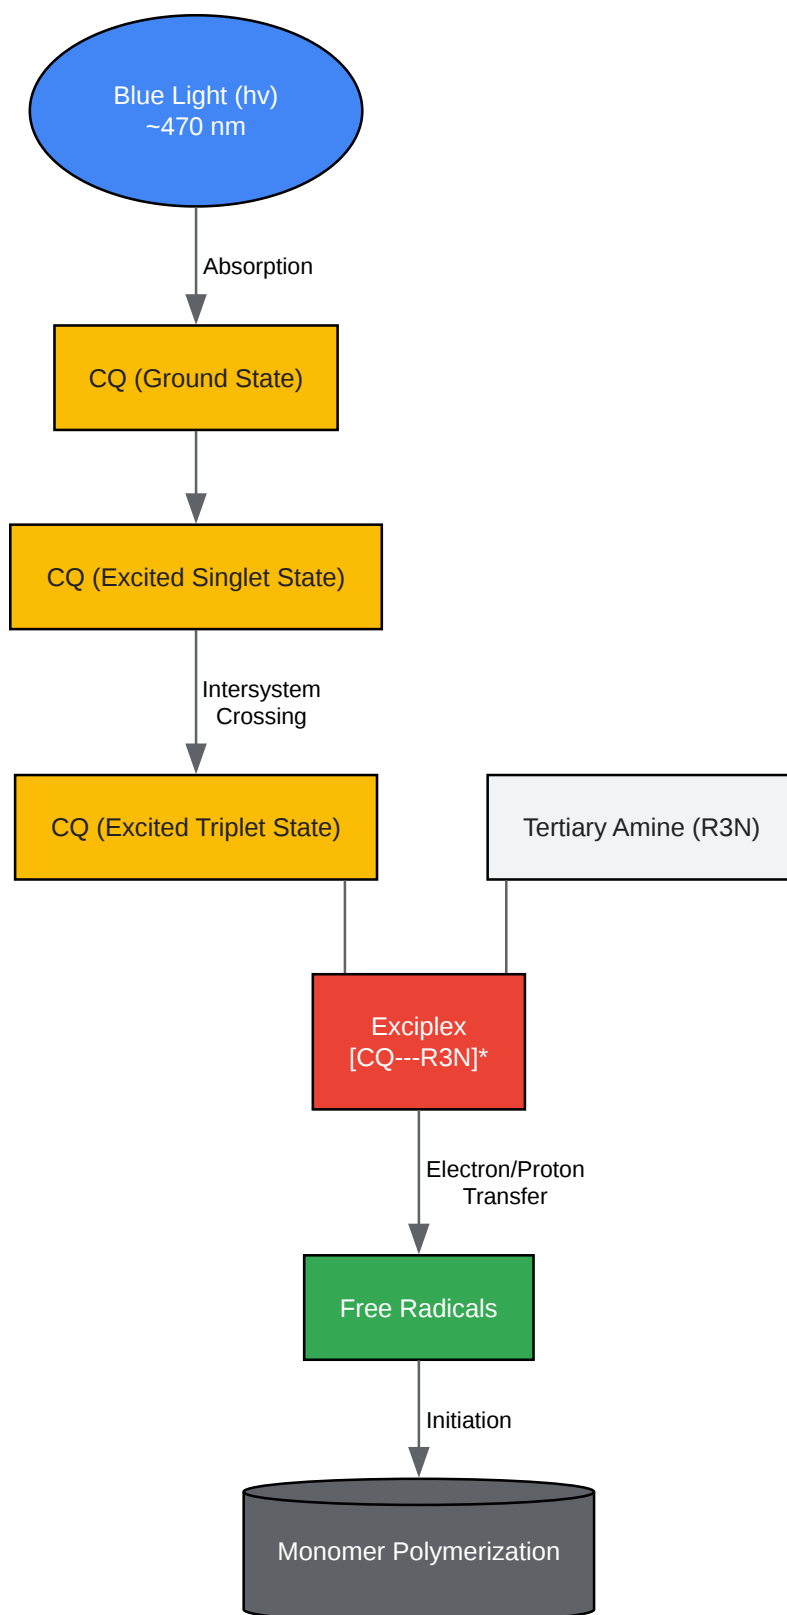 Blue Light (hv)
~470 nm
Absorption
CQ (Ground State)
CQ (Excited Singlet State)
Intersystem
Crossing
CQ (Excited Triplet State)
Tertiary Amine (R3N)
Exciplex
[CQ---R3N]*
Electron/Proton
Transfer
Free Radicals
Initiation
Monomer Polymerization